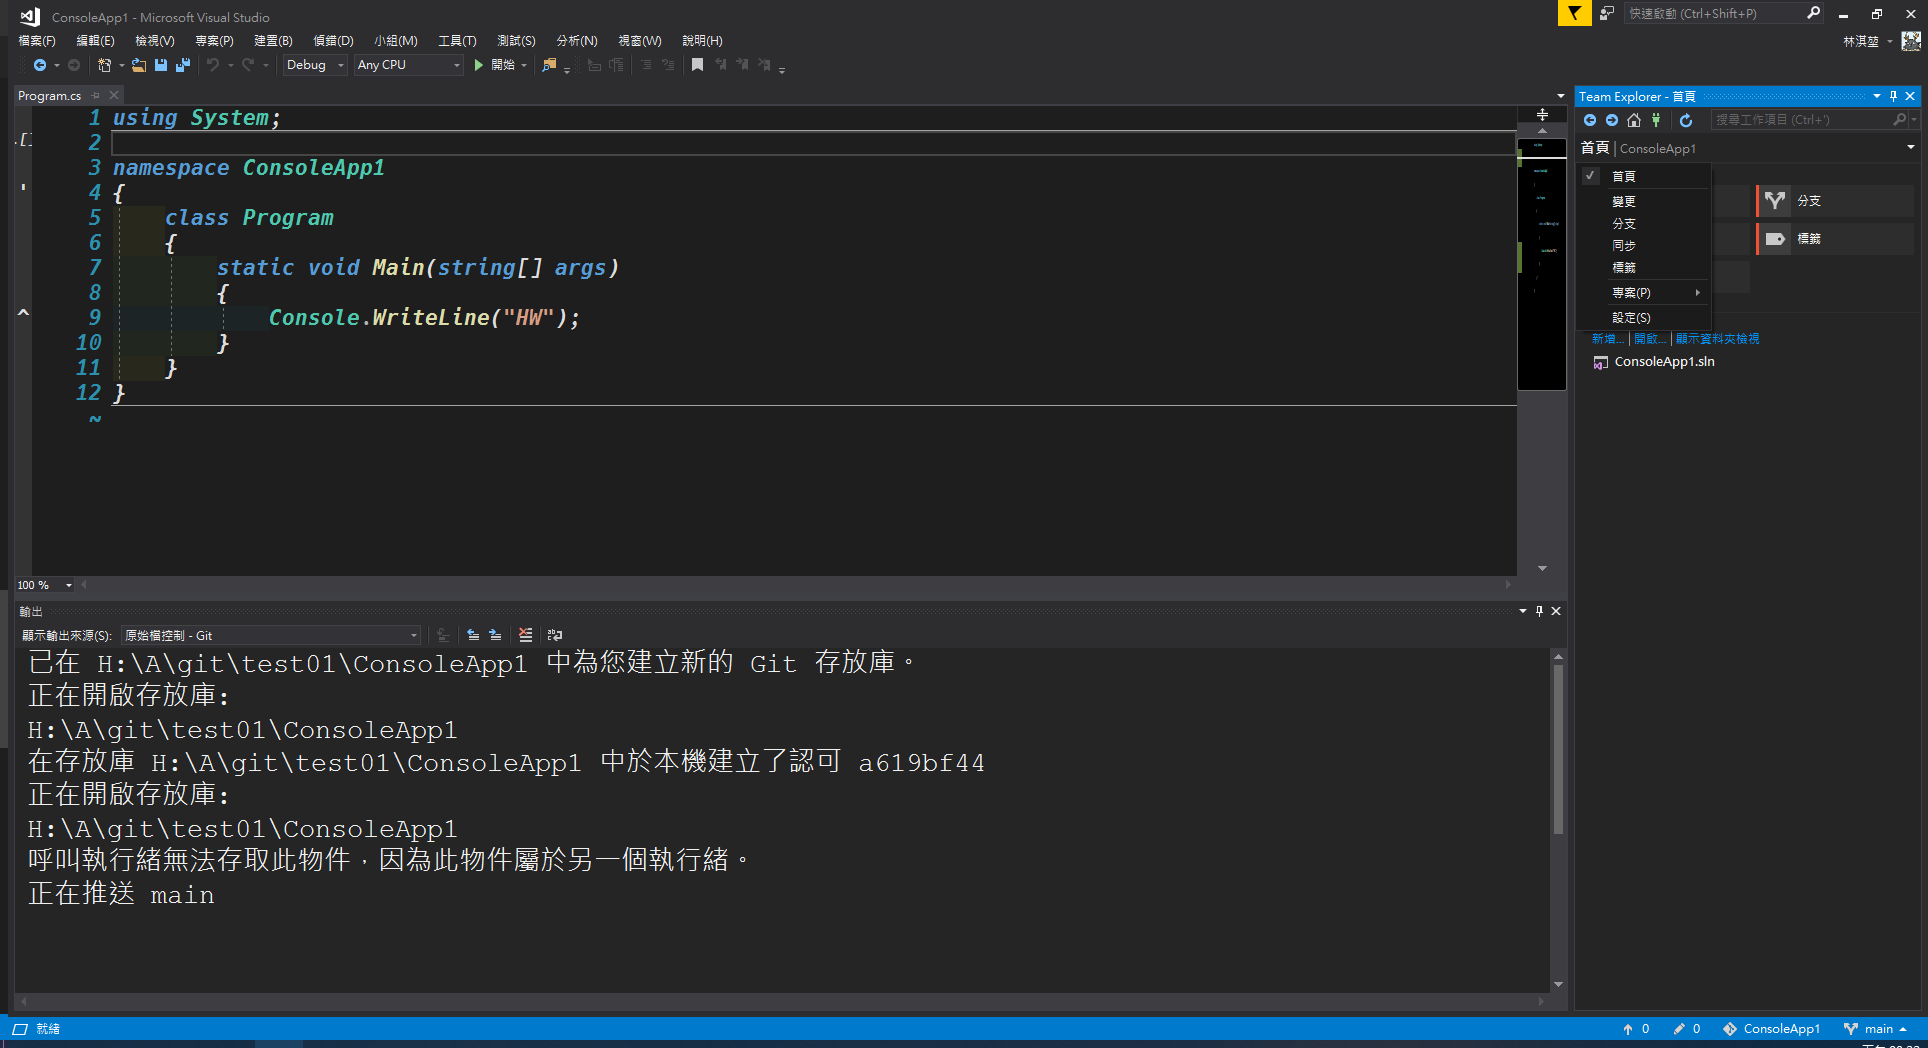 ConsoleApp1 - Microsoft Visual Studio
快速啟動 (Ctrl+Shift+P)
檔案(F) 編輯(E) 檢視(V) 專案(P) 建置(B) 偵錯(D) 小組(M) 工具(T) 測試(S) 分析(N) 視窗(W) 說明(H)
林淇堃
Debug Any CPU 開始
Program.cs
1 using System;
2
3 namespace ConsoleApp1
4 {
5 class Program
6 {
7 static void Main(string[] args)
8 {
9 Console.WriteLine("HW");
10 }
11 }
12 }
~
100 %
Team Explorer - 首頁
搜尋工作項目 (Ctrl+')
首頁 | ConsoleApp1
首頁
變更
分支
同步
標籤
專案(P)
設定(S)
分支
標籤
新增... | 開啟... | 顯示資料夾檢視
ConsoleApp1.sln
輸出
顯示輸出來源(S): 原始檔控制 - Git
已在 H:\A\git\test01\ConsoleApp1 中為您建立新的 Git 存放庫。
正在開啟存放庫:
H:\A\git\test01\ConsoleApp1
在存放庫 H:\A\git\test01\ConsoleApp1 中於本機建立了認可 a619bf44
正在開啟存放庫:
H:\A\git\test01\ConsoleApp1
呼叫執行緒無法存取此物件，因為此物件屬於另一個執行緒。
正在推送 main
就緒
0 0 ConsoleApp1 main